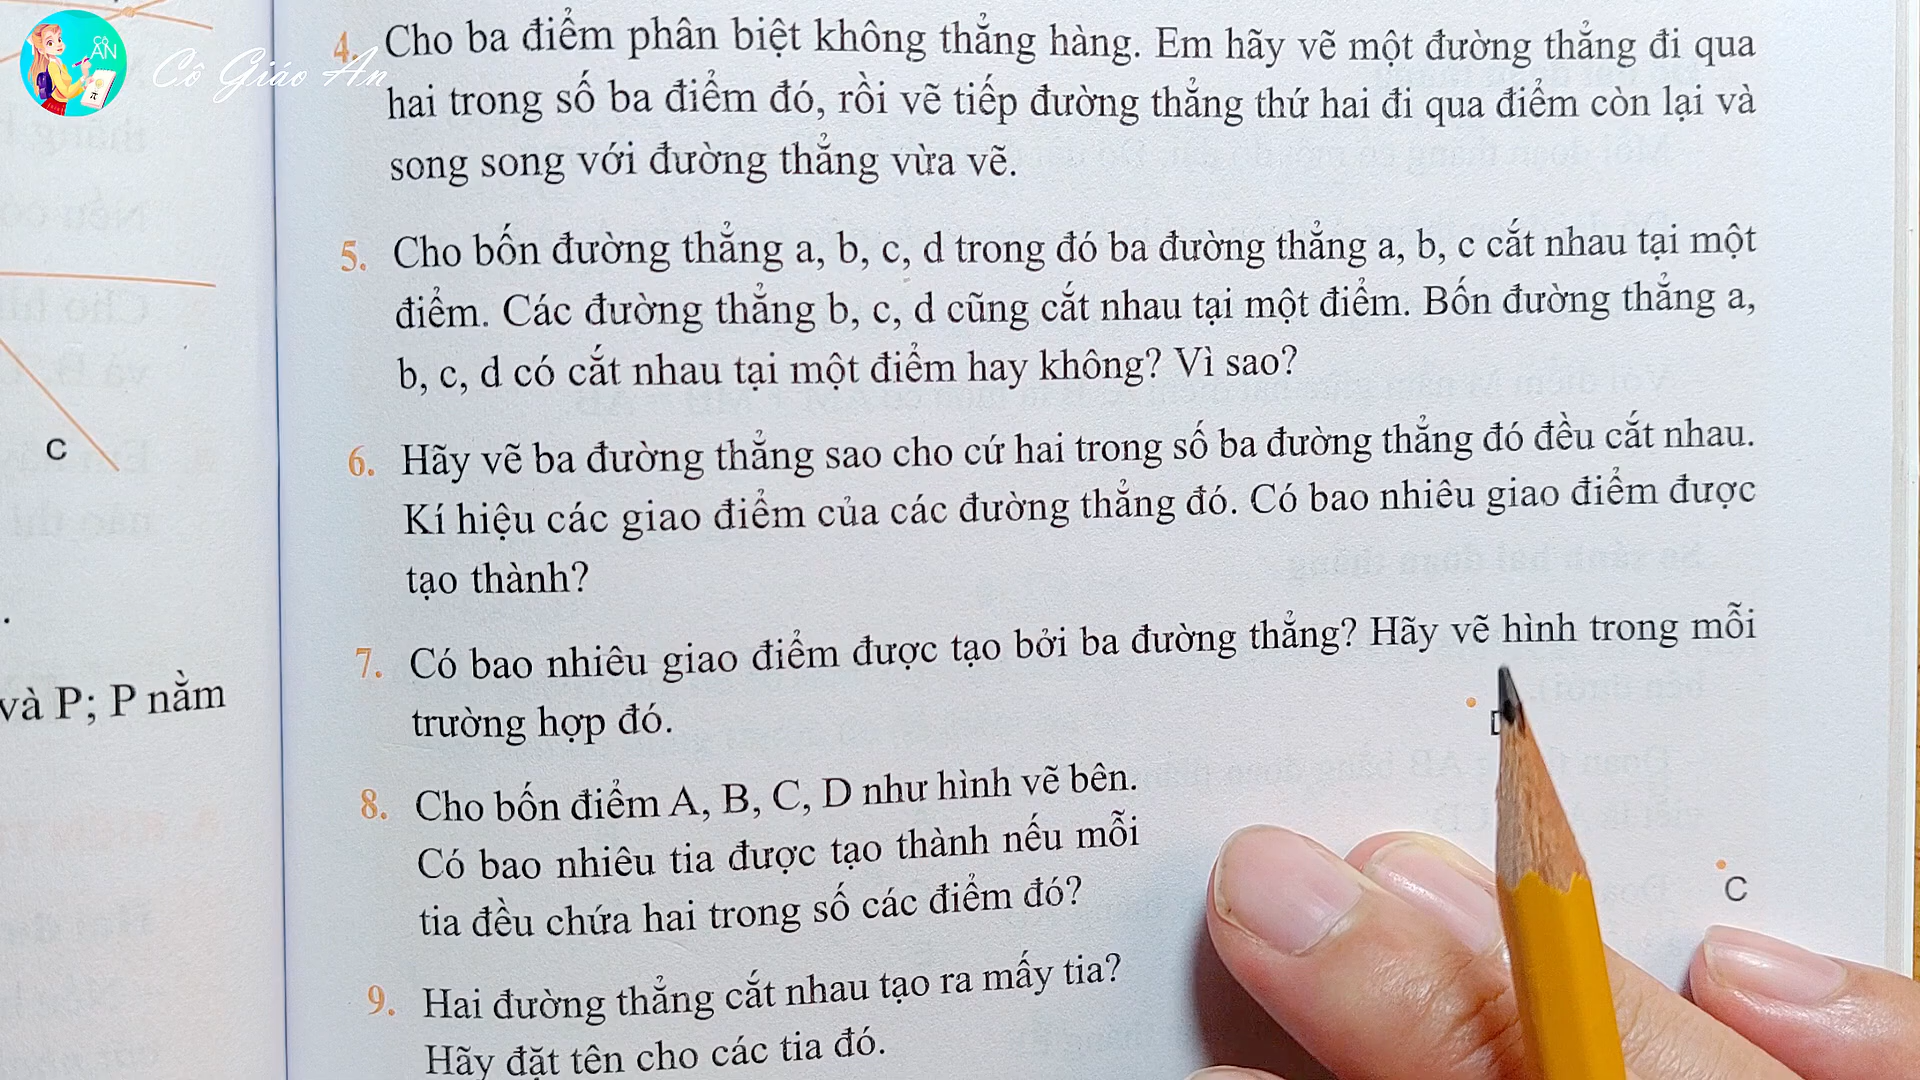 CÔ
AN
Cô Giáo An
4. Cho ba điểm phân biệt không thẳng hàng. Em hãy vẽ một đường thẳng đi qua
hai trong số ba điểm đó, rồi vẽ tiếp đường thẳng thứ hai đi qua điểm còn lại và
song song với đường thẳng vừa vẽ.
5. Cho bốn đường thẳng a, b, c, d trong đó ba đường thẳng a, b, c cắt nhau tại một
điểm. Các đường thẳng b, c, d cũng cắt nhau tại một điểm. Bốn đường thẳng a,
b, c, d có cắt nhau tại một điểm hay không? Vì sao?
C
6. Hãy vẽ ba đường thẳng sao cho cứ hai trong số ba đường thẳng đó đều cắt nhau.
Kí hiệu các giao điểm của các đường thẳng đó. Có bao nhiêu giao điểm được
tạo thành?
7. Có bao nhiêu giao điểm được tạo bởi ba đường thẳng? Hãy vẽ hình trong mỗi
trường hợp đó.
và P; P nằm
8. Cho bốn điểm A, B, C, D như hình vẽ bên.
Có bao nhiêu tia được tạo thành nếu mỗi
tia đều chứa hai trong số các điểm đó?
C
9. Hai đường thẳng cắt nhau tạo ra mấy tia?
Hãy đặt tên cho các tia đó.